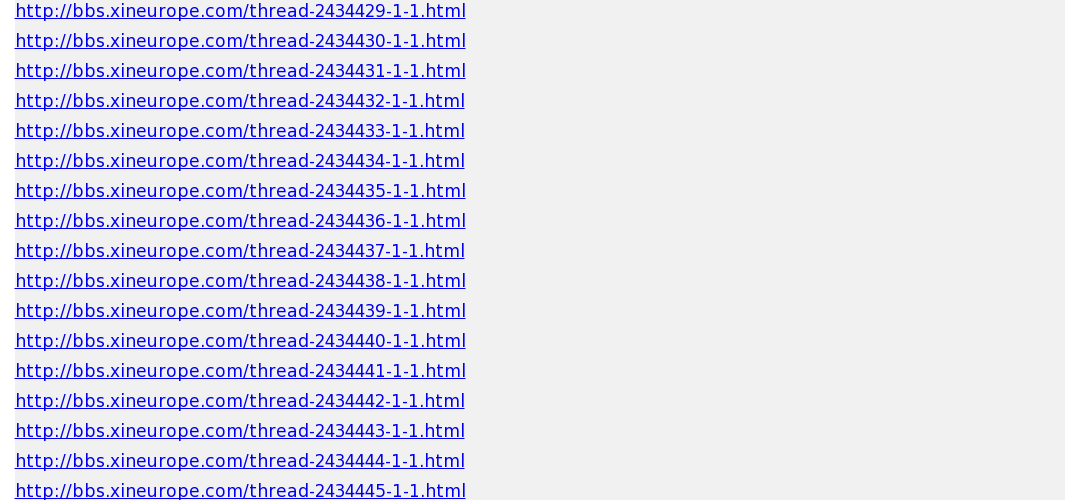 http://bbs.xineurope.com/thread-2434429-1-1.html
http://bbs.xineurope.com/thread-2434430-1-1.html
http://bbs.xineurope.com/thread-2434431-1-1.html
http://bbs.xineurope.com/thread-2434432-1-1.html
http://bbs.xineurope.com/thread-2434433-1-1.html
http://bbs.xineurope.com/thread-2434434-1-1.html
http://bbs.xineurope.com/thread-2434435-1-1.html
http://bbs.xineurope.com/thread-2434436-1-1.html
http://bbs.xineurope.com/thread-2434437-1-1.html
http://bbs.xineurope.com/thread-2434438-1-1.html
http://bbs.xineurope.com/thread-2434439-1-1.html
http://bbs.xineurope.com/thread-2434440-1-1.html
http://bbs.xineurope.com/thread-2434441-1-1.html
http://bbs.xineurope.com/thread-2434442-1-1.html
http://bbs.xineurope.com/thread-2434443-1-1.html
http://bbs.xineurope.com/thread-2434444-1-1.html
http://bbs.xineurope.com/thread-2434445-1-1.html